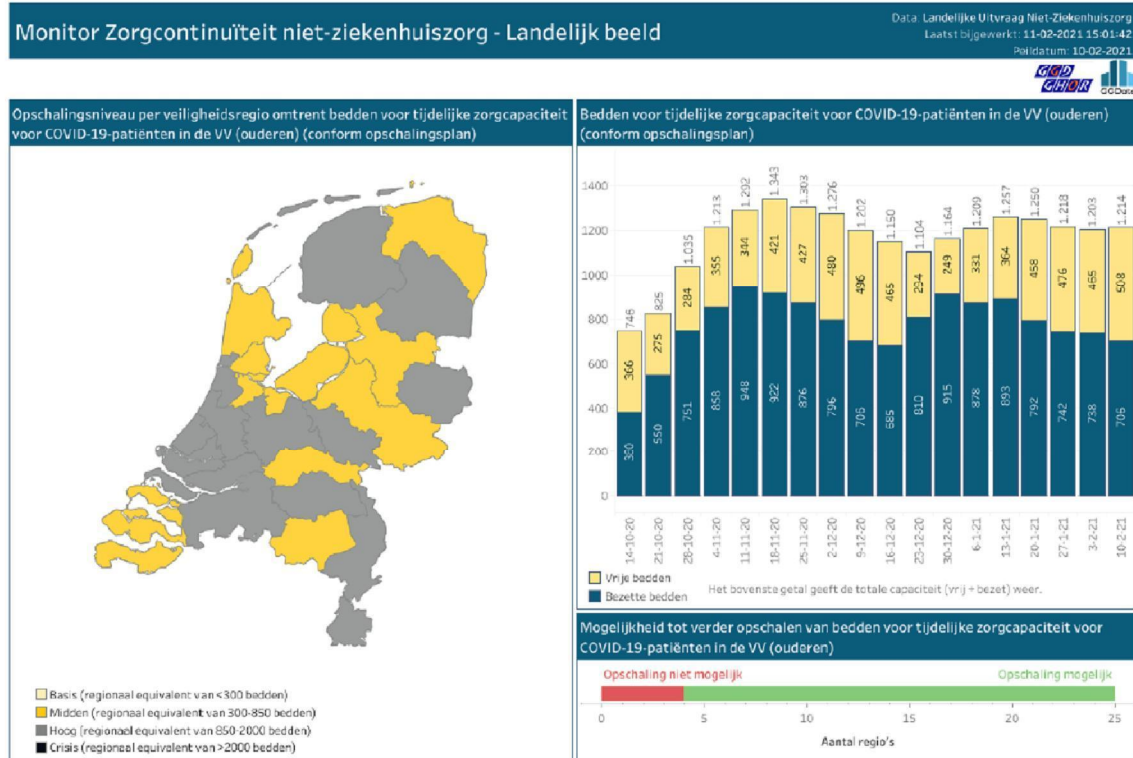 Monitor Zorgcontinuïteit niet-ziekenhuiszorg - Landelijk beeld
Data: Landelijke Uitvraag Niet-Ziekenhuiszorg
Laatst bijgewerkt: 11-02-2021 15:01:42
Peildatum: 10-02-2021
GGD
GHOR
GGData
Opschalingsniveau per veiligheidsregio omtrent bedden voor tijdelijke zorgcapaciteit
voor COVID-19-patiënten in de VV (ouderen) (conform opschalingsplan)
Basis (regionaal equivalent van <300 bedden)
Midden (regionaal equivalent van 300-850 bedden)
Hoog (regionaal equivalent van 850-2000 bedden)
Crisis (regionaal equivalent van >2000 bedden)
Bedden voor tijdelijke zorgcapaciteit voor COVID-19-patiënten in de VV (ouderen)
(conform opschalingsplan)
1400
1200
1000
800
600
400
200
0
746 825 1.035 1.213 1.292 1.343 1.303 1.276 1.202 1.150 1.104 1.164 1.209 1.257 1.250 1.218 1.203 1.214
366 275 284 355 344 421 427 480 496 465 294 249 331 364 458 476 465 508
380 550 751 858 948 922 876 796 706 685 810 915 878 893 792 742 738 706
14-10-20 21-10-20 28-10-20 4-11-20 11-11-20 18-11-20 25-11-20 2-12-20 9-12-20 16-12-20 23-12-20 30-12-20 6-1-21 13-1-21 20-1-21 27-1-21 3-2-21 10-2-21
Vrije bedden
Bezette bedden
Het bovenste getal geeft de totale capaciteit (vrij + bezet) weer.
Mogelijkheid tot verder opschalen van bedden voor tijdelijke zorgcapaciteit voor
COVID-19-patiënten in de VV (ouderen)
Opschaling niet mogelijk Opschaling mogelijk
0 5 10 15 20 25
Aantal regio's